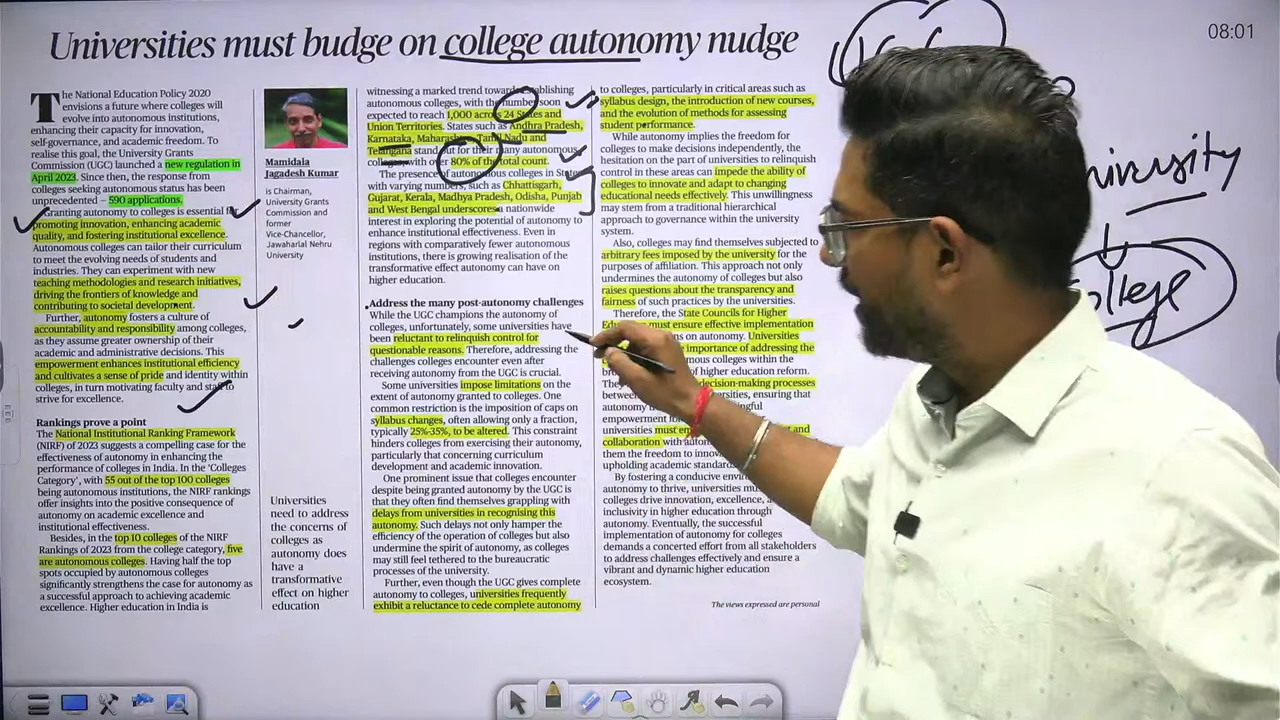 Universities must budge on college autonomy nudge
08:01
The National Education Policy 2020
envisions a future where colleges will
evolve into autonomous institutions,
enhancing their capacity for innovation,
self-governance, and academic freedom. To
realise this goal, the University Grants
Commission (UGC) launched a new regulation in
April 2023. Since then, the response from
colleges seeking autonomous status has been
unprecedented – 590 applications.
Granting autonomy to colleges is essential for
promoting innovation, enhancing academic
quality, and fostering institutional excellence.
Autonomous colleges can tailor their curriculum
to meet the evolving needs of students and
industries. They can experiment with new
teaching methodologies and research initiatives,
driving the frontiers of knowledge and
contributing to societal development.
Further, autonomy fosters a culture of
accountability and responsibility among colleges,
as they assume greater ownership of their
academic and administrative decisions. This
empowerment enhances institutional efficiency
and cultivates a sense of pride and identity within
colleges, in turn motivating faculty and staff to
strive for excellence.
Rankings prove a point
The National Institutional Ranking Framework
(NIRF) of 2023 suggests a compelling case for the
effectiveness of autonomy in enhancing the
performance of colleges in India. In the 'Colleges
Category', with 55 out of the top 100 colleges
being autonomous institutions, the NIRF rankings
offer insights into the positive consequence of
autonomy on academic excellence and
institutional effectiveness.
Besides, in the top 10 colleges of the NIRF
Rankings of 2023 from the college category, five
are autonomous colleges. Having half the top
spots occupied by autonomous colleges
significantly strengthens the case for autonomy as
a successful approach to achieving academic
excellence. Higher education in India is
Mamidala
Jagadesh Kumar
is Chairman,
University Grants
Commission and
former
Vice-Chancellor,
Jawaharlal Nehru
University
Universities
need to address
the concerns of
colleges as
autonomy does
have a
transformative
effect on higher
education
witnessing a marked trend towards establishing
autonomous colleges, with the number soon
expected to reach 1,000 across 24 States and
Union Territories. States such as Andhra Pradesh,
Karnataka, Maharashtra, Tamil Nadu and
Telangana stand out for their many autonomous
colleges, with over 80% of the total count.
The presence of autonomous colleges in States
with varying numbers, such as Chhattisgarh,
Gujarat, Kerala, Madhya Pradesh, Odisha, Punjab
and West Bengal underscores a nationwide
interest in exploring the potential of autonomy to
enhance institutional effectiveness. Even in
regions with comparatively fewer autonomous
institutions, there is growing realisation of the
transformative effect autonomy can have on
higher education.
Address the many post-autonomy challenges
While the UGC champions the autonomy of
colleges, unfortunately, some universities have
been reluctant to relinquish control for
questionable reasons. Therefore, addressing the
challenges colleges encounter even after
receiving autonomy from the UGC is crucial.
Some universities impose limitations on the
extent of autonomy granted to colleges. One
common restriction is the imposition of caps on
syllabus changes, often allowing only a fraction,
typically 25%-35%, to be altered. This constraint
hinders colleges from exercising their autonomy,
particularly that concerning curriculum
development and academic innovation.
One prominent issue that colleges encounter
despite being granted autonomy by the UGC is
that they often find themselves grappling with
delays from universities in recognising this
autonomy. Such delays not only hamper the
efficiency of the operation of colleges but also
undermine the spirit of autonomy, as colleges
may still feel tethered to the bureaucratic
processes of the university.
Further, even though the UGC gives complete
autonomy to colleges, universities frequently
exhibit a reluctance to cede complete autonomy
to colleges, particularly in critical areas such as
syllabus design, the introduction of new courses,
and the evolution of methods for assessing
student performance.
While autonomy implies the freedom for
colleges to make decisions independently, the
hesitation on the part of universities to relinquish
control in these areas can impede the ability of
colleges to innovate and adapt to changing
educational needs effectively. This unwillingness
may stem from a traditional hierarchical
approach to governance within the university
system.
Also, colleges may find themselves subjected to
arbitrary fees imposed by the university for the
purposes of affiliation. This approach not only
undermines the autonomy of colleges but also
raises questions about the transparency and
fairness of such practices by the universities.
Therefore, the State Councils for Higher
must ensure effective implementation
on autonomy. Universities
importance of addressing the
colleges within the
of higher education reform.
They decision-making processes
ensuring that
autonomy
empowerment
universities must and
collaboration with
them the freedom to
upholding academic standards
By fostering a conducive
autonomy to thrive, universities
colleges drive innovation, excellence,
inclusivity in higher education through
autonomy. Eventually, the successful
implementation of autonomy for colleges
demands a concerted effort from all stakeholders
to address challenges effectively and ensure a
vibrant and dynamic higher education
ecosystem.
The views expressed are personal